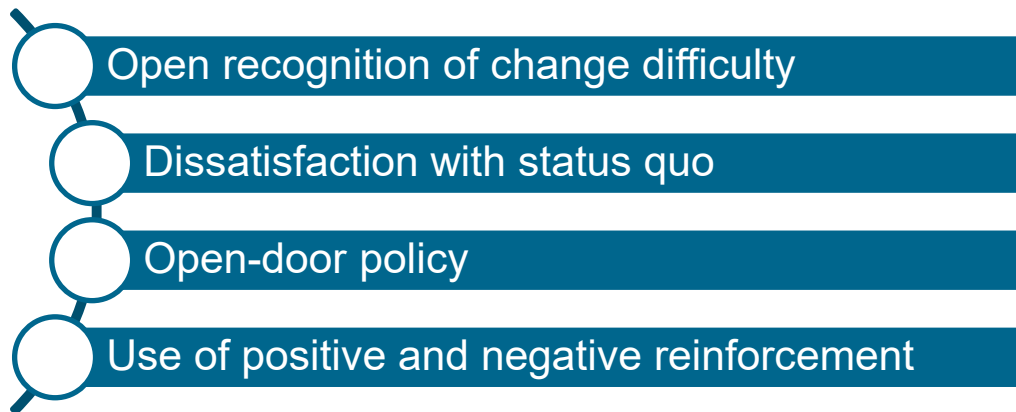 Open recognition of change difficulty
Dissatisfaction with status quo
Open-door policy
Use of positive and negative reinforcement